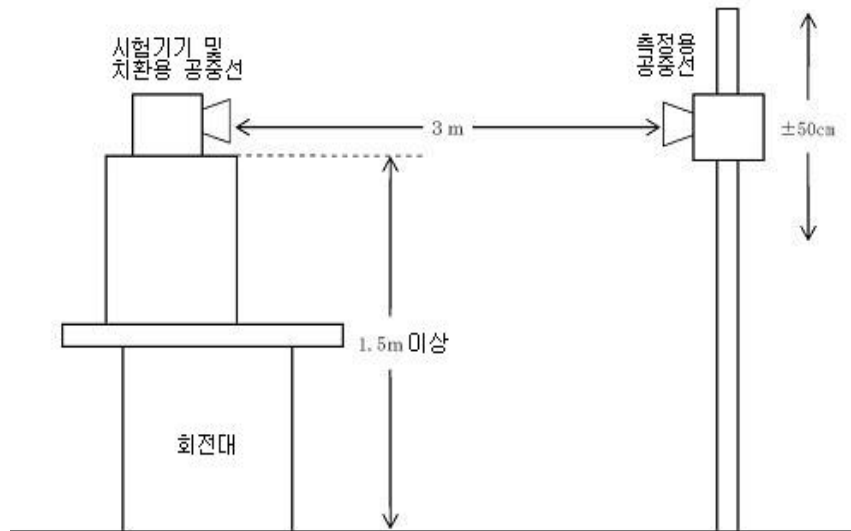 시험기기 및
치환용 공중선
측정용
공중선
3 m
±50cm
1.5m 이상
회전대